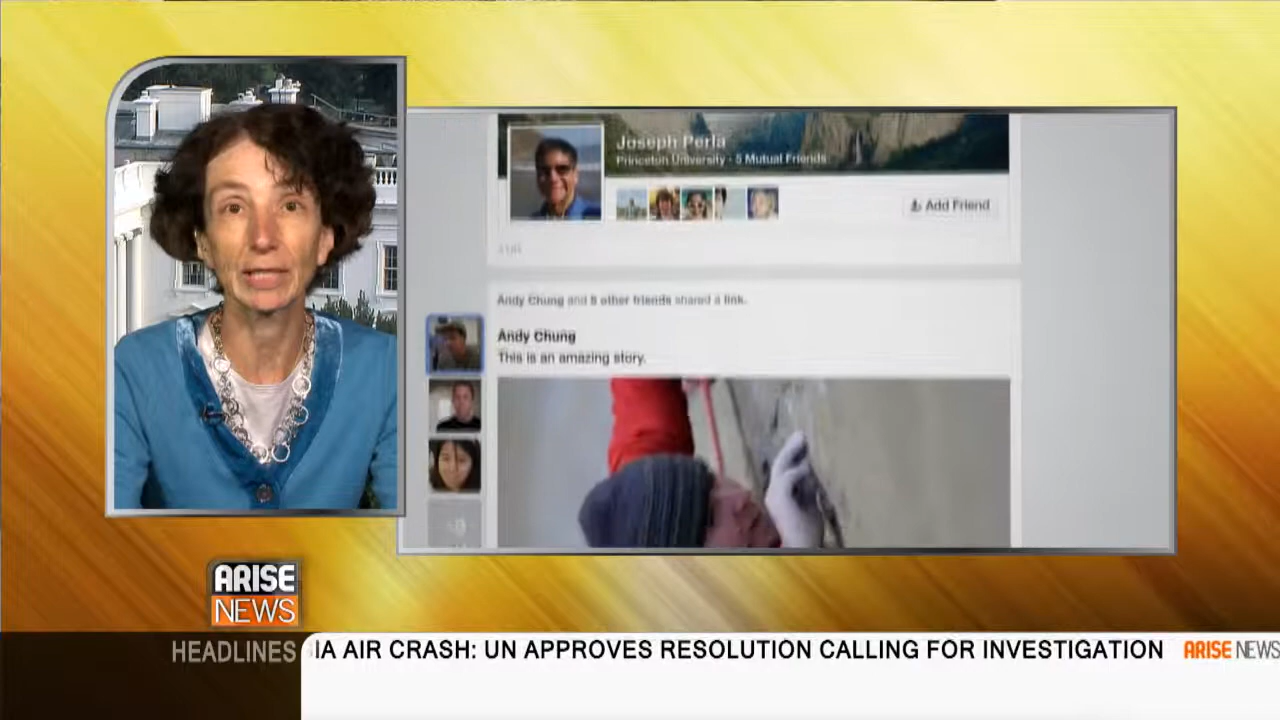 Joseph Perla
Princeton University · 5 Mutual Friends
Add Friend
Andy Chung and 8 other friends shared a link.
Andy Chung
This is an amazing story.
ARISE
NEWS
HEADLINES
IA AIR CRASH: UN APPROVES RESOLUTION CALLING FOR INVESTIGATION
ARISE NEWS